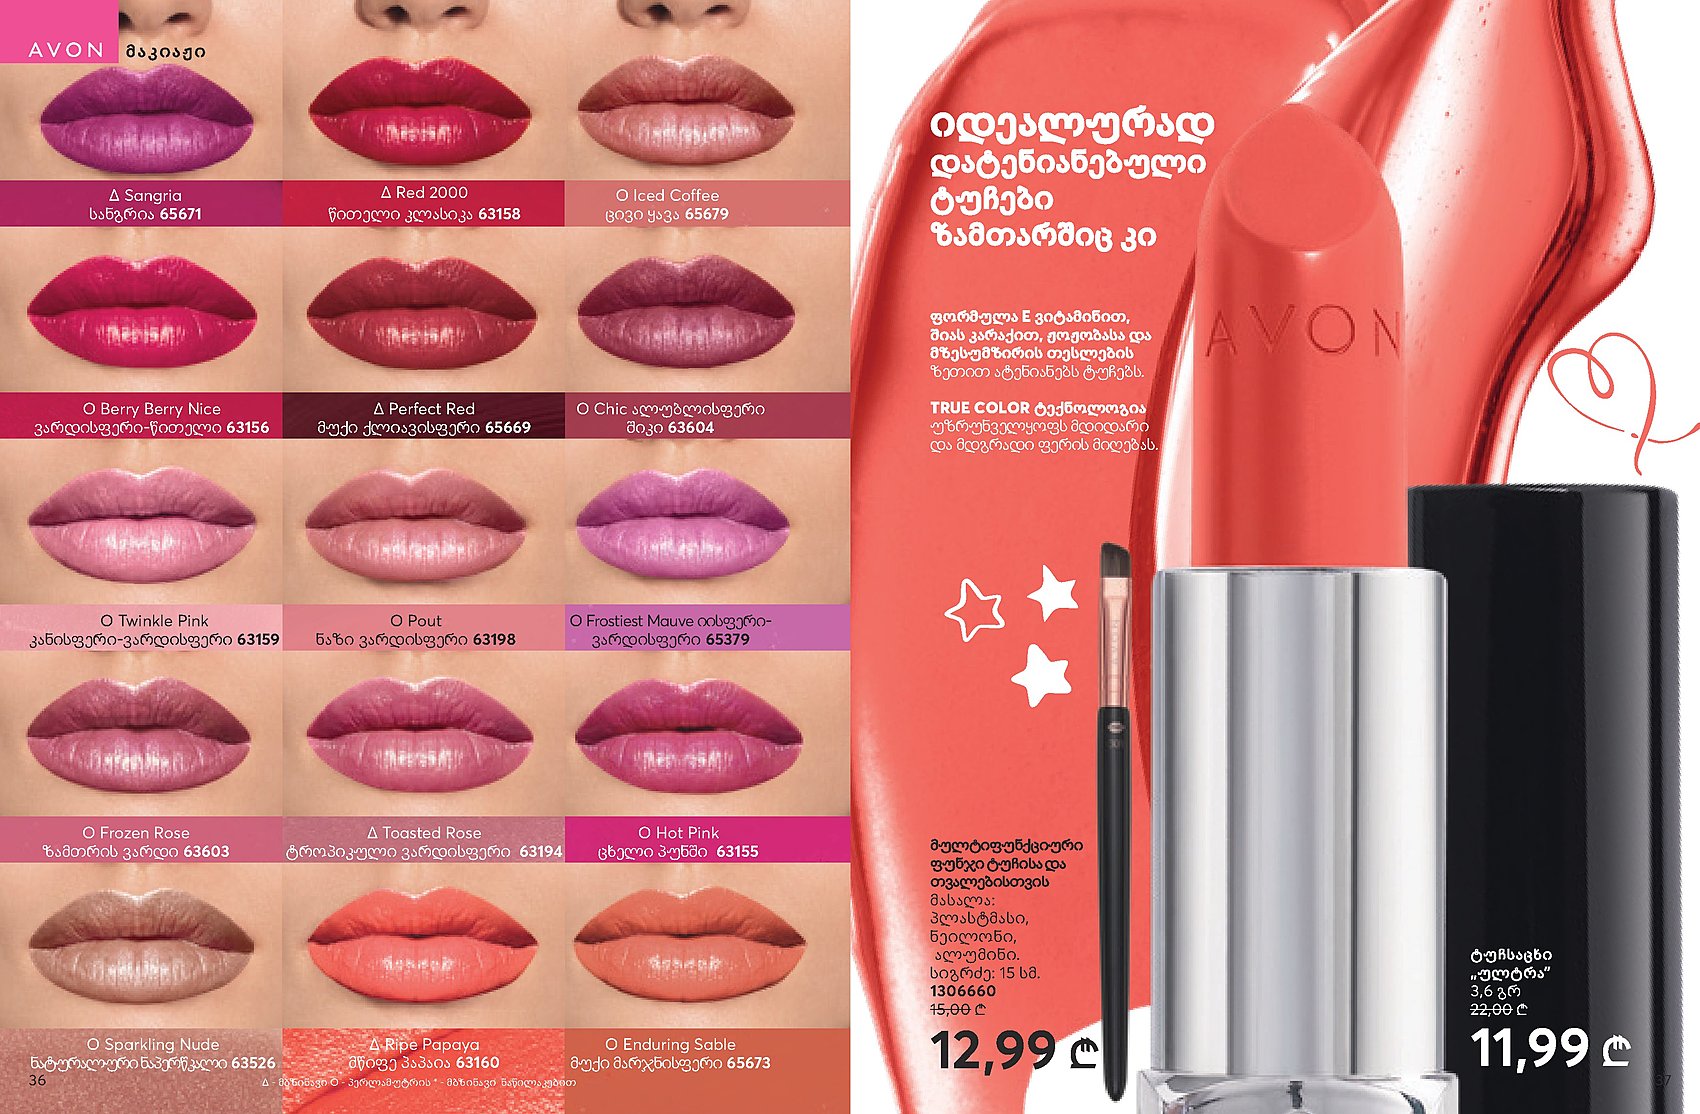 AVON მაკიაჟი
Δ Sangria
სანგრია 65671
Δ Red 2000
წითელი კლასიკა 63158
O Iced Coffee
ცივი ყავა 65679
O Berry Berry Nice
ვარდისფერი-წითელი 63156
Δ Perfect Red
მუქი ქლიავისფერი 65669
O Chic ალუბლისფერი
შიკი 63604
O Twinkle Pink
კანისფერი-ვარდისფერი 63159
O Pout
ნაზი ვარდისფერი 63198
O Frostiest Mauve იისფერი-
ვარდისფერი 65379
O Frozen Rose
ზამთრის ვარდი 63603
Δ Toasted Rose
ტროპიკული ვარდისფერი 63194
O Hot Pink
ცხელი პუნში 63155
O Sparkling Nude
ნატურალური ნაპერწკალი 63526
Δ Ripe Papaya
მწიფე პაპაია 63160
O Enduring Sable
მუქი მარჯნისფერი 65673
36
Δ - მბზინავი O - პერლამუტრის * - მბზინავი ნაწილაკებით
იდეალურად
დატენიანებული
ტუჩები
ზამთარშიც კი
ფორმულა E ვიტამინით,
შიას კარაქით, ჟოჟობასა და
მზესუმზირის თესლების
ზეთით ატენიანებს ტუჩებს.
TRUE COLOR ტექნოლოგია
უზრუნველყოფს მდიდარი
და მდგრადი ფერის მიღებას.
AVON
მულტიფუნქციური
ფუნჯი ტუჩისა და
თვალებისთვის
მასალა:
პლასტმასი,
ნეილონი,
ალუმინი.
სიგრძე: 15 სმ.
1306660
15,00 ₾
12,99 ₾
ტუჩსაცხი
„ულტრა“
3,6 გრ
22,00 ₾
11,99 ₾
37